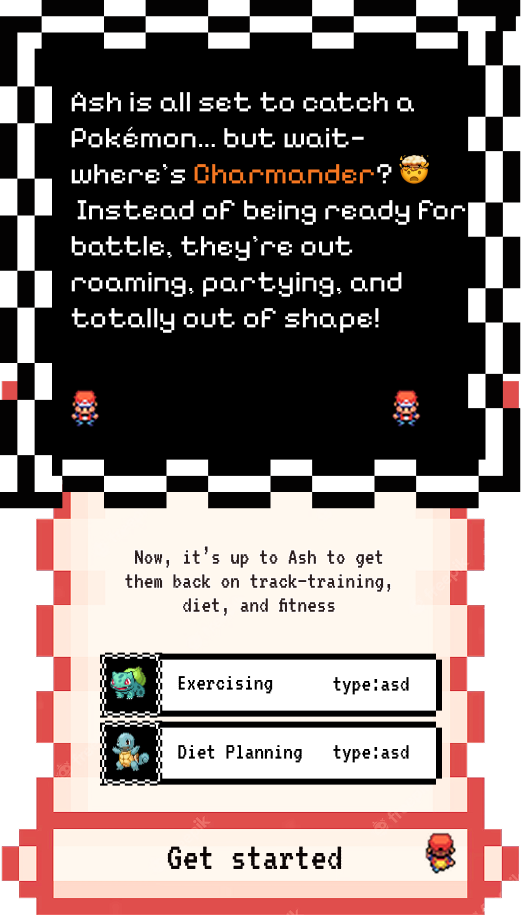 Ash is all set to catch a
Pokémon... but wait-
where's Charmander? 🤯
Instead of being ready for
battle, they're out
roaming, partying, and
totally out of shape!
Now, it's up to Ash to get
them back on track-training,
diet, and fitness
Exercising type:asd
Diet Planning type:asd
Get started